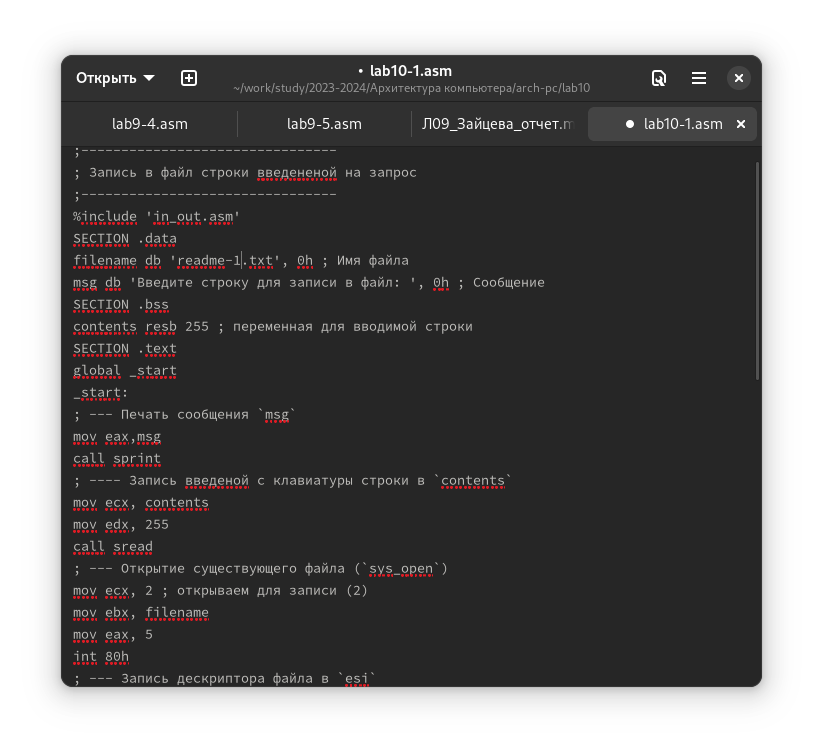 Открыть
• lab10-1.asm
~/work/study/2023-2024/Архитектура компьютера/arch-pc/lab10
lab9-4.asm
lab9-5.asm
Л09_Зайцева_отчет.m
● lab10-1.asm
;--------------------------------
; Запись в файл строки введененой на запрос
;--------------------------------
%include 'in_out.asm'
SECTION .data
filename db 'readme-1.txt', 0h ; Имя файла
msg db 'Введите строку для записи в файл: ', 0h ; Сообщение
SECTION .bss
contents resb 255 ; переменная для вводимой строки
SECTION .text
global _start
_start:
; --- Печать сообщения `msg`
mov eax,msg
call sprint
; ---- Запись введеной с клавиатуры строки в `contents`
mov ecx, contents
mov edx, 255
call sread
; --- Открытие существующего файла (`sys_open`)
mov ecx, 2 ; открываем для записи (2)
mov ebx, filename
mov eax, 5
int 80h
; --- Запись дескриптора файла в `esi`